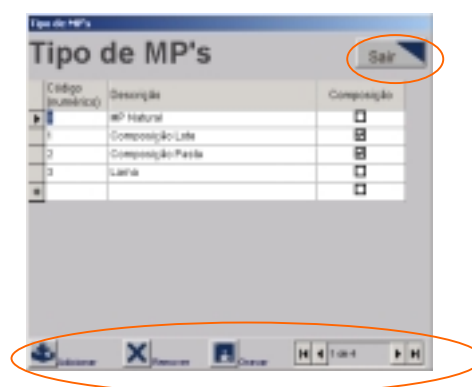 Tipo de MP's
Tipo de MP's
Sair
Código (numérico) Descrição Composição
0 MP Natural
1 Composição Lote
2 Composição Pasta
3 Lama
Adicionar Remover Gravar 1 de 4